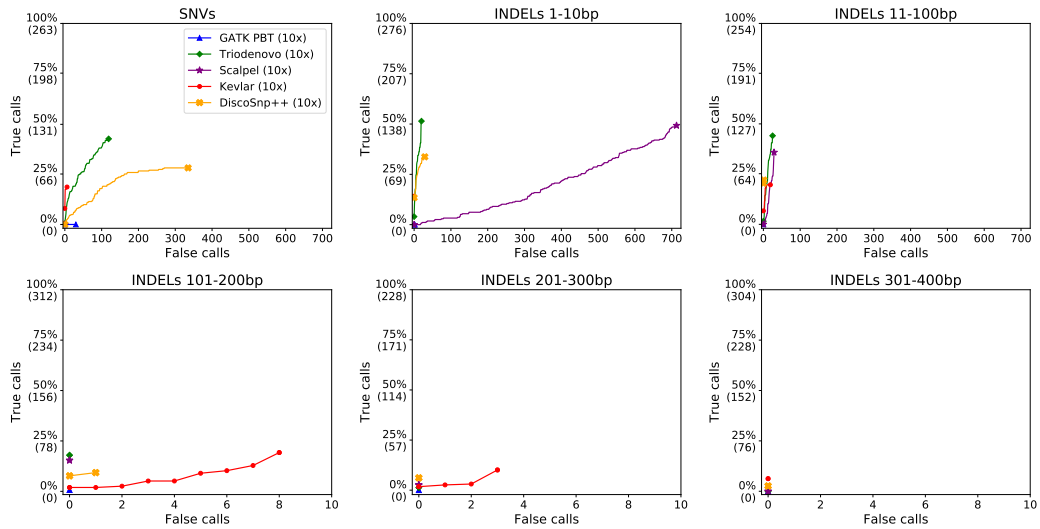 SNVs
100%
(263)
75%
(198)
50%
(131)
25%
(66)
0%
(0)
True calls
GATK PBT (10x)
Triodenovo (10x)
Scalpel (10x)
Kevlar (10x)
DiscoSnp++ (10x)
0 100 200 300 400 500 600 700
False calls
INDELs 1-10bp
100%
(276)
75%
(207)
50%
(138)
25%
(69)
0%
(0)
True calls
0 100 200 300 400 500 600 700
False calls
INDELs 11-100bp
100%
(254)
75%
(191)
50%
(127)
25%
(64)
0%
(0)
True calls
0 100 200 300 400 500 600 700
False calls
INDELs 101-200bp
100%
(312)
75%
(234)
50%
(156)
25%
(78)
0%
(0)
True calls
0 2 4 6 8 10
False calls
INDELs 201-300bp
100%
(228)
75%
(171)
50%
(114)
25%
(57)
0%
(0)
True calls
0 2 4 6 8 10
False calls
INDELs 301-400bp
100%
(304)
75%
(228)
50%
(152)
25%
(76)
0%
(0)
True calls
0 2 4 6 8 10
False calls